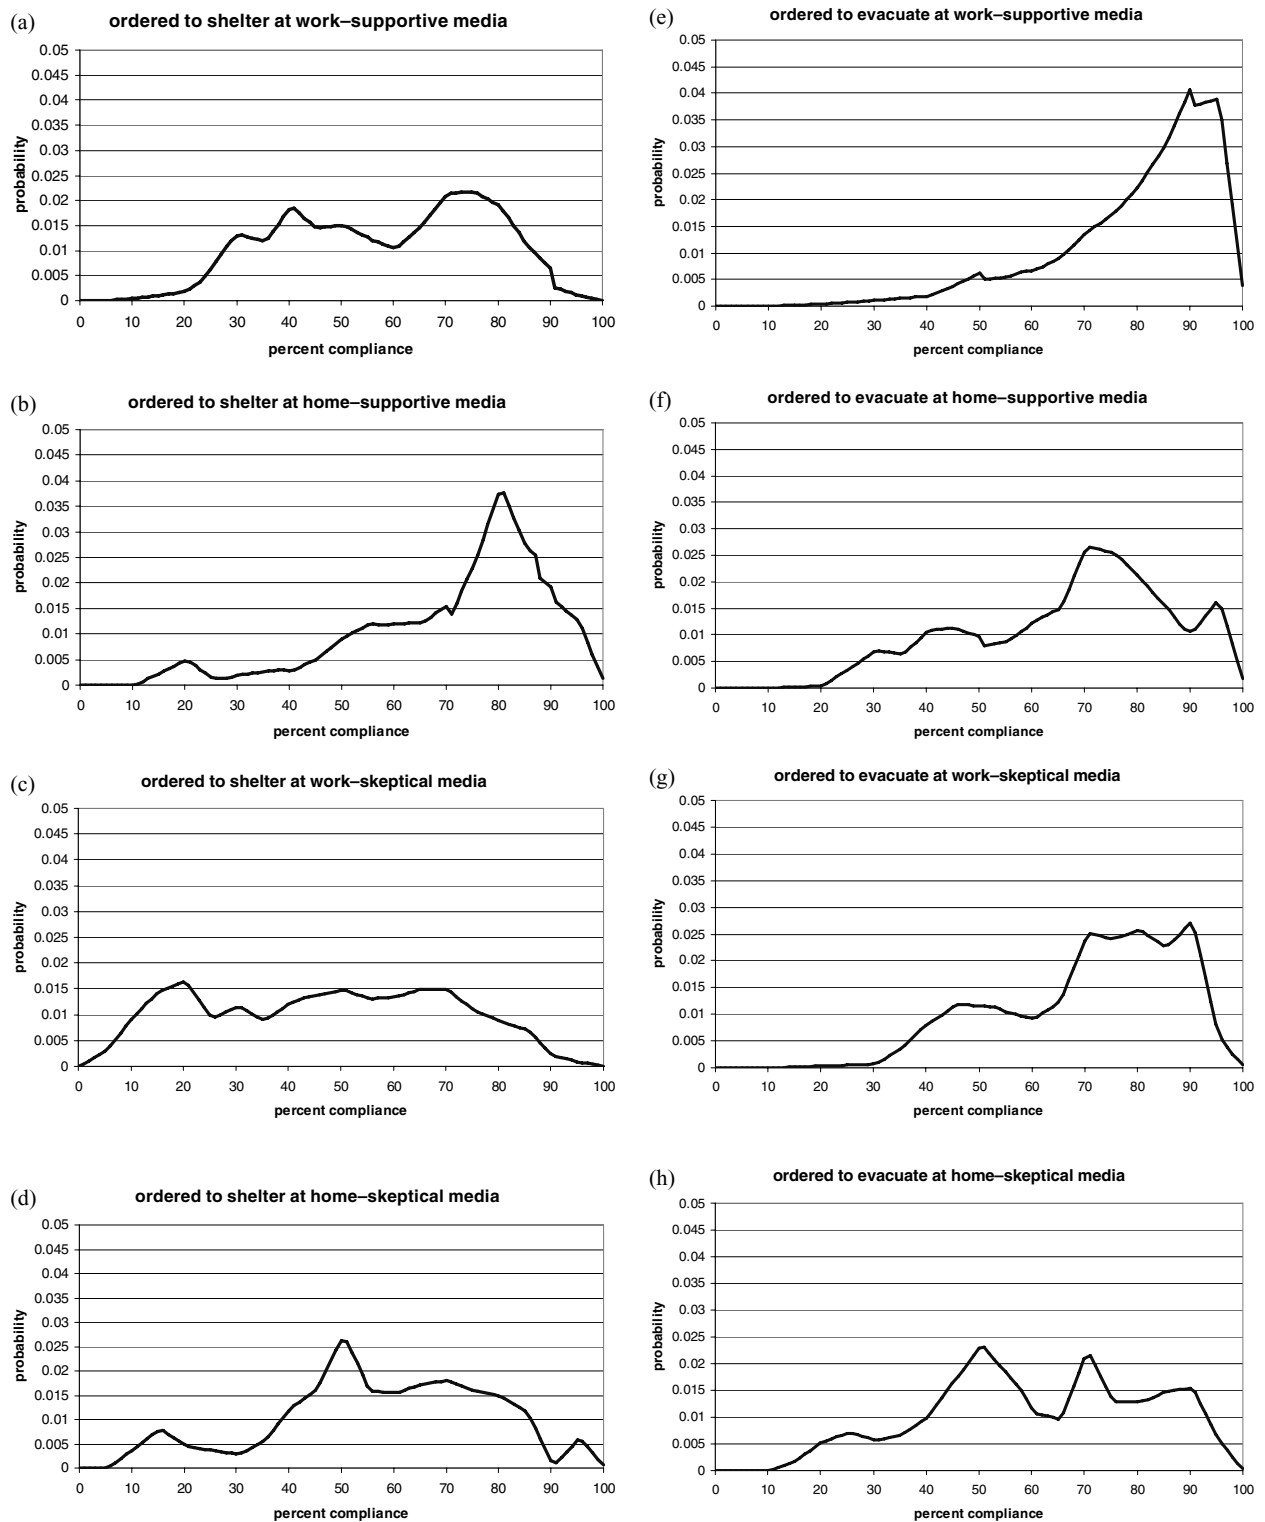 (a)
ordered to shelter at work–supportive media
0.05
0.045
0.04
0.035
0.03
0.025
0.02
0.015
0.01
0.005
0
probability
0 10 20 30 40 50 60 70 80 90 100
percent compliance
(b)
ordered to shelter at home–supportive media
0.05
0.045
0.04
0.035
0.03
0.025
0.02
0.015
0.01
0.005
0
probability
0 10 20 30 40 50 60 70 80 90 100
percent compliance
(c)
ordered to shelter at work–skeptical media
0.05
0.045
0.04
0.035
0.03
0.025
0.02
0.015
0.01
0.005
0
probability
0 10 20 30 40 50 60 70 80 90 100
percent compliance
(d)
ordered to shelter at home–skeptical media
0.05
0.045
0.04
0.035
0.03
0.025
0.02
0.015
0.01
0.005
0
probability
0 10 20 30 40 50 60 70 80 90 100
percent compliance
(e)
ordered to evacuate at work–supportive media
0.05
0.045
0.04
0.035
0.03
0.025
0.02
0.015
0.01
0.005
0
probability
0 10 20 30 40 50 60 70 80 90 100
percent compliance
(f)
ordered to evacuate at home–supportive media
0.05
0.045
0.04
0.035
0.03
0.025
0.02
0.015
0.01
0.005
0
probability
0 10 20 30 40 50 60 70 80 90 100
percent compliance
(g)
ordered to evacuate at work–skeptical media
0.05
0.045
0.04
0.035
0.03
0.025
0.02
0.015
0.01
0.005
0
probability
0 10 20 30 40 50 60 70 80 90 100
percent compliance
(h)
ordered to evacuate at home–skeptical media
0.05
0.045
0.04
0.035
0.03
0.025
0.02
0.015
0.01
0.005
0
probability
0 10 20 30 40 50 60 70 80 90 100
percent compliance